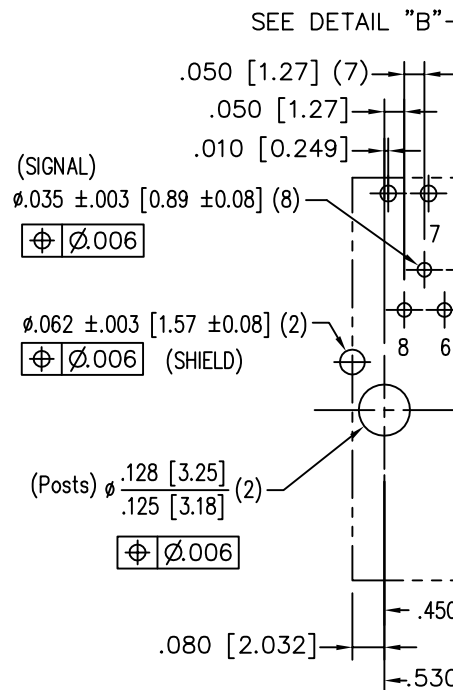 SEE DETAIL "B"
.050 [1.27] (7)
.050 [1.27]
.010 [0.249]
(SIGNAL)
ø.035 ±.003 [0.89 ±0.08] (8)
⌖ Ø.006
7
8 6
ø.062 ±.003 [1.57 ±0.08] (2)
⌖ Ø.006 (SHIELD)
(Posts) ø .128 [3.25]
.125 [3.18] (2)
⌖ Ø.006
.450
.080 [2.032]
.530